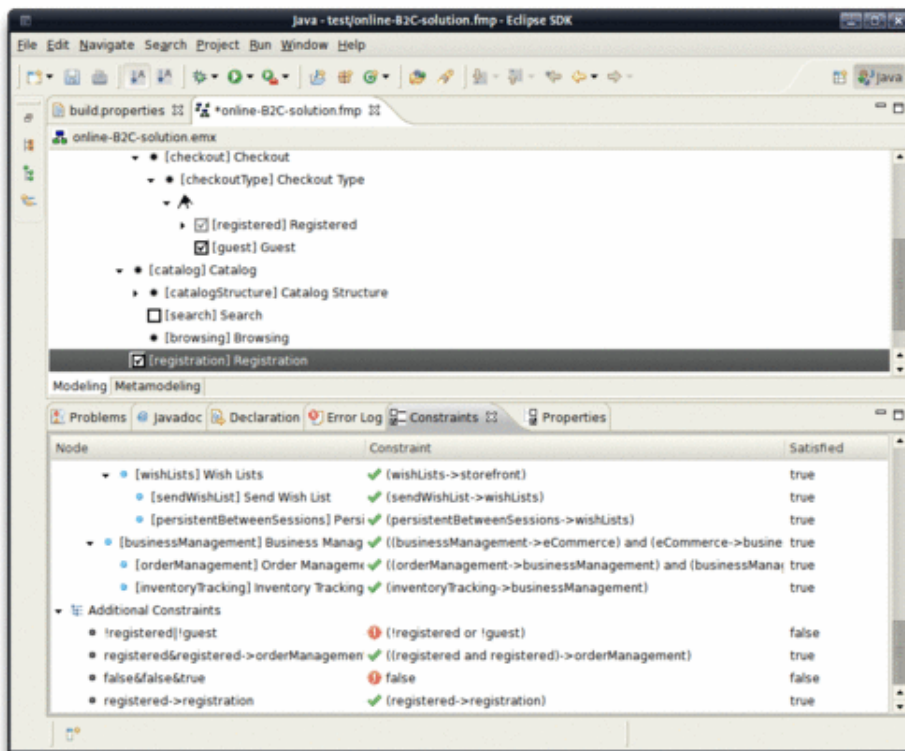 Java - test/online-B2C-solution.fmp - Eclipse SDK
File Edit Navigate Search Project Run Window Help
Java
build.properties *online-B2C-solution.fmp
online-B2C-solution.emx
[checkout] Checkout
[checkoutType] Checkout Type
[registered] Registered
[guest] Guest
[catalog] Catalog
[catalogStructure] Catalog Structure
[search] Search
[browsing] Browsing
[registration] Registration
Modeling Metamodeling
Problems Javadoc Declaration Error Log Constraints Properties
Node Constraint Satisfied
[wishLists] Wish Lists (wishLists->storefront) true
[sendWishList] Send Wish List (sendWishList->wishLists) true
[persistentBetweenSessions] Persi (persistentBetweenSessions->wishLists) true
[businessManagement] Business Manag ((businessManagement->eCommerce) and (eCommerce->busine true
[orderManagement] Order Manageme ((orderManagement->businessManagement) and (businessManag true
[inventoryTracking] Inventory Tracking (inventoryTracking->businessManagement) true
Additional Constraints
!registered|!guest (!registered or !guest) false
registered&registered->orderManagemen ((registered and registered)->orderManagement) true
false&false&true false false
registered->registration (registered->registration) true